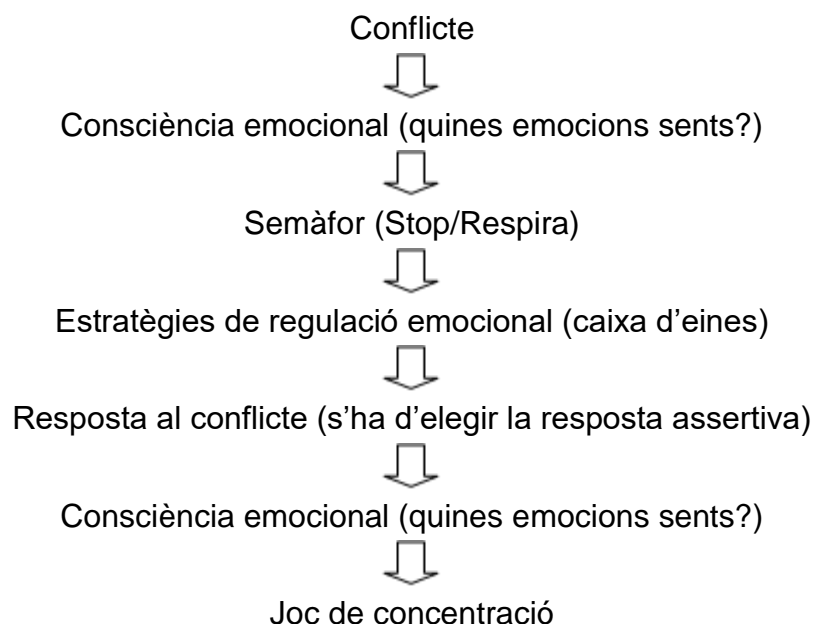 Conflicte
Consciència emocional (quines emocions sents?)
Semàfor (Stop/Respira)
Estratègies de regulació emocional (caixa d’eines)
Resposta al conflicte (s’ha d’elegir la resposta assertiva)
Consciència emocional (quines emocions sents?)
Joc de concentració